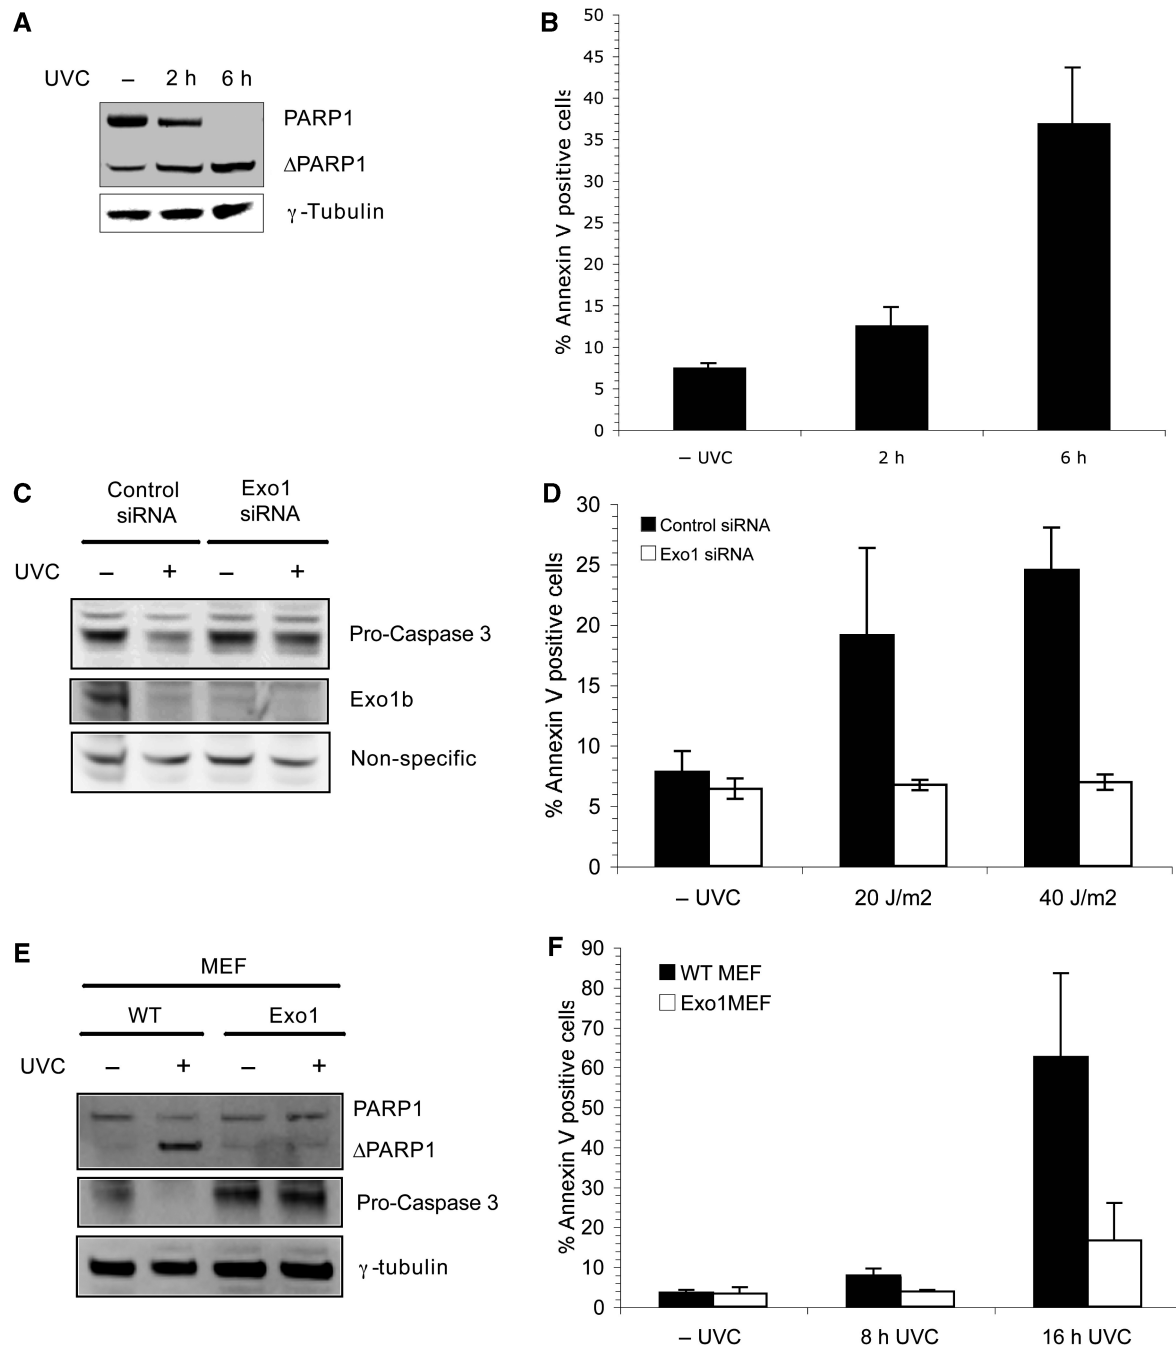 A
UVC – 2 h 6 h
PARP1
ΔPARP1
γ-Tubulin
B
% Annexin V positive cells
50
45
40
35
30
25
20
15
10
5
0
– UVC 2 h 6 h
C
Control siRNA
Exo1 siRNA
UVC – + – +
Pro-Caspase 3
Exo1b
Non-specific
D
Control siRNA
Exo1 siRNA
% Annexin V positive cells
30
25
20
15
10
5
0
– UVC 20 J/m2 40 J/m2
E
MEF
WT Exo1
UVC – + – +
PARP1
ΔPARP1
Pro-Caspase 3
γ-tubulin
F
WT MEF
Exo1MEF
% Annexin V positive cells
90
80
70
60
50
40
30
20
10
0
– UVC 8 h UVC 16 h UVC